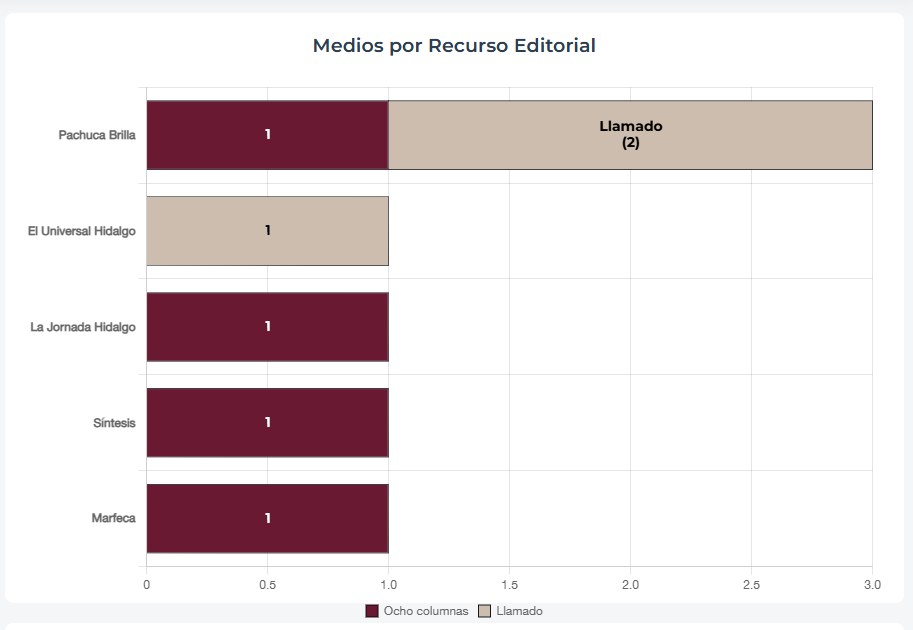 Medios por Recurso Editorial
Pachuca Brilla
1
Llamado
(2)
El Universal Hidalgo
1
La Jornada Hidalgo
1
Síntesis
1
Marfeca
1
0 0.5 1.0 1.5 2.0 2.5 3.0
Ocho columnas Llamado